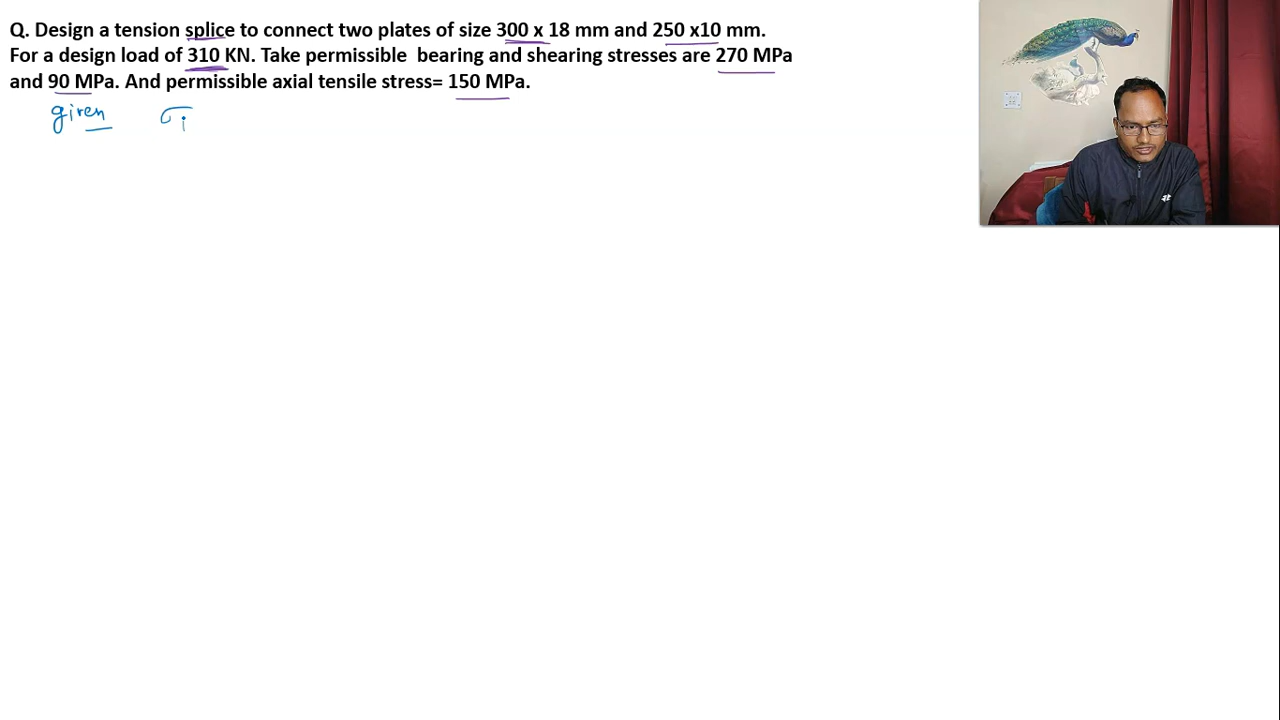 Q. Design a tension splice to connect two plates of size 300 x 18 mm and 250 x10 mm.
For a design load of 310 KN. Take permissible bearing and shearing stresses are 270 MPa
and 90 MPa. And permissible axial tensile stress= 150 MPa.
given σ